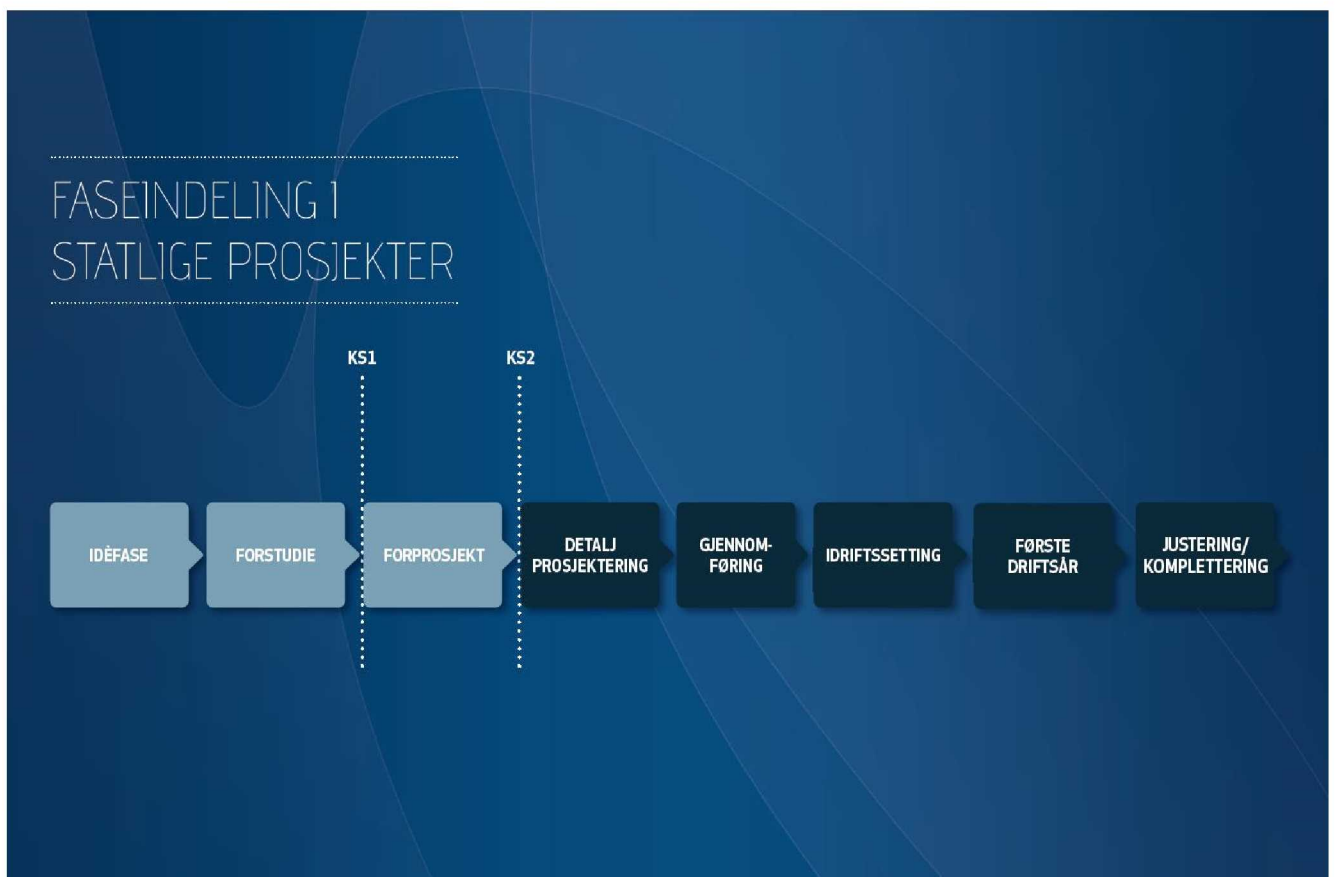 FASEINDELING I
STATLIGE PROSJEKTER
KS1
KS2
IDÈFASE
FORSTUDIE
FORPROSJEKT
DETALJ
PROSJEKTERING
GJENNOM-
FØRING
IDRIFTSSETTING
FØRSTE
DRIFTSÅR
JUSTERING/
KOMPLETTERING